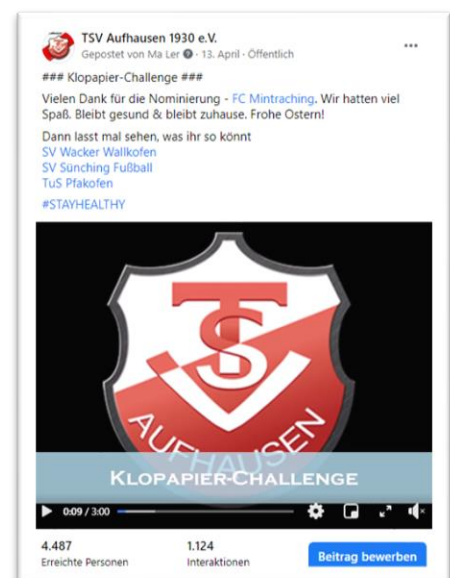 TSV Aufhausen 1930 e.V.
Gepostet von Ma Ler · 13. April · Öffentlich
### Klopapier-Challenge ###
Vielen Dank für die Nominierung - FC Mintraching. Wir hatten viel
Spaß. Bleibt gesund & bleibt zuhause. Frohe Ostern!
Dann lasst mal sehen, was ihr so könnt
SV Wacker Wallkofen
SV Sünching Fußball
TuS Pfakofen
#STAYHEALTHY
TSV
AUFHAUSEN
KLOPAPIER-CHALLENGE
0:09 / 3:00
4.487 1.124
Erreichte Personen Interaktionen Beitrag bewerben